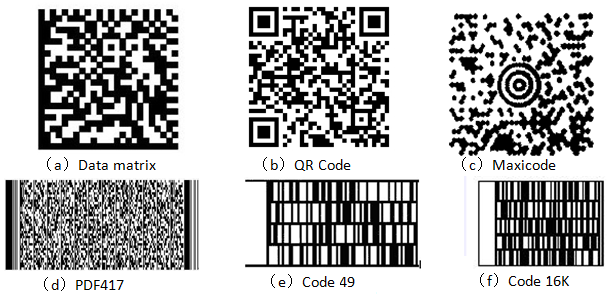 （a）Data matrix
（b）QR Code
（c）Maxicode
（d）PDF417
（e）Code 49
（f）Code 16K